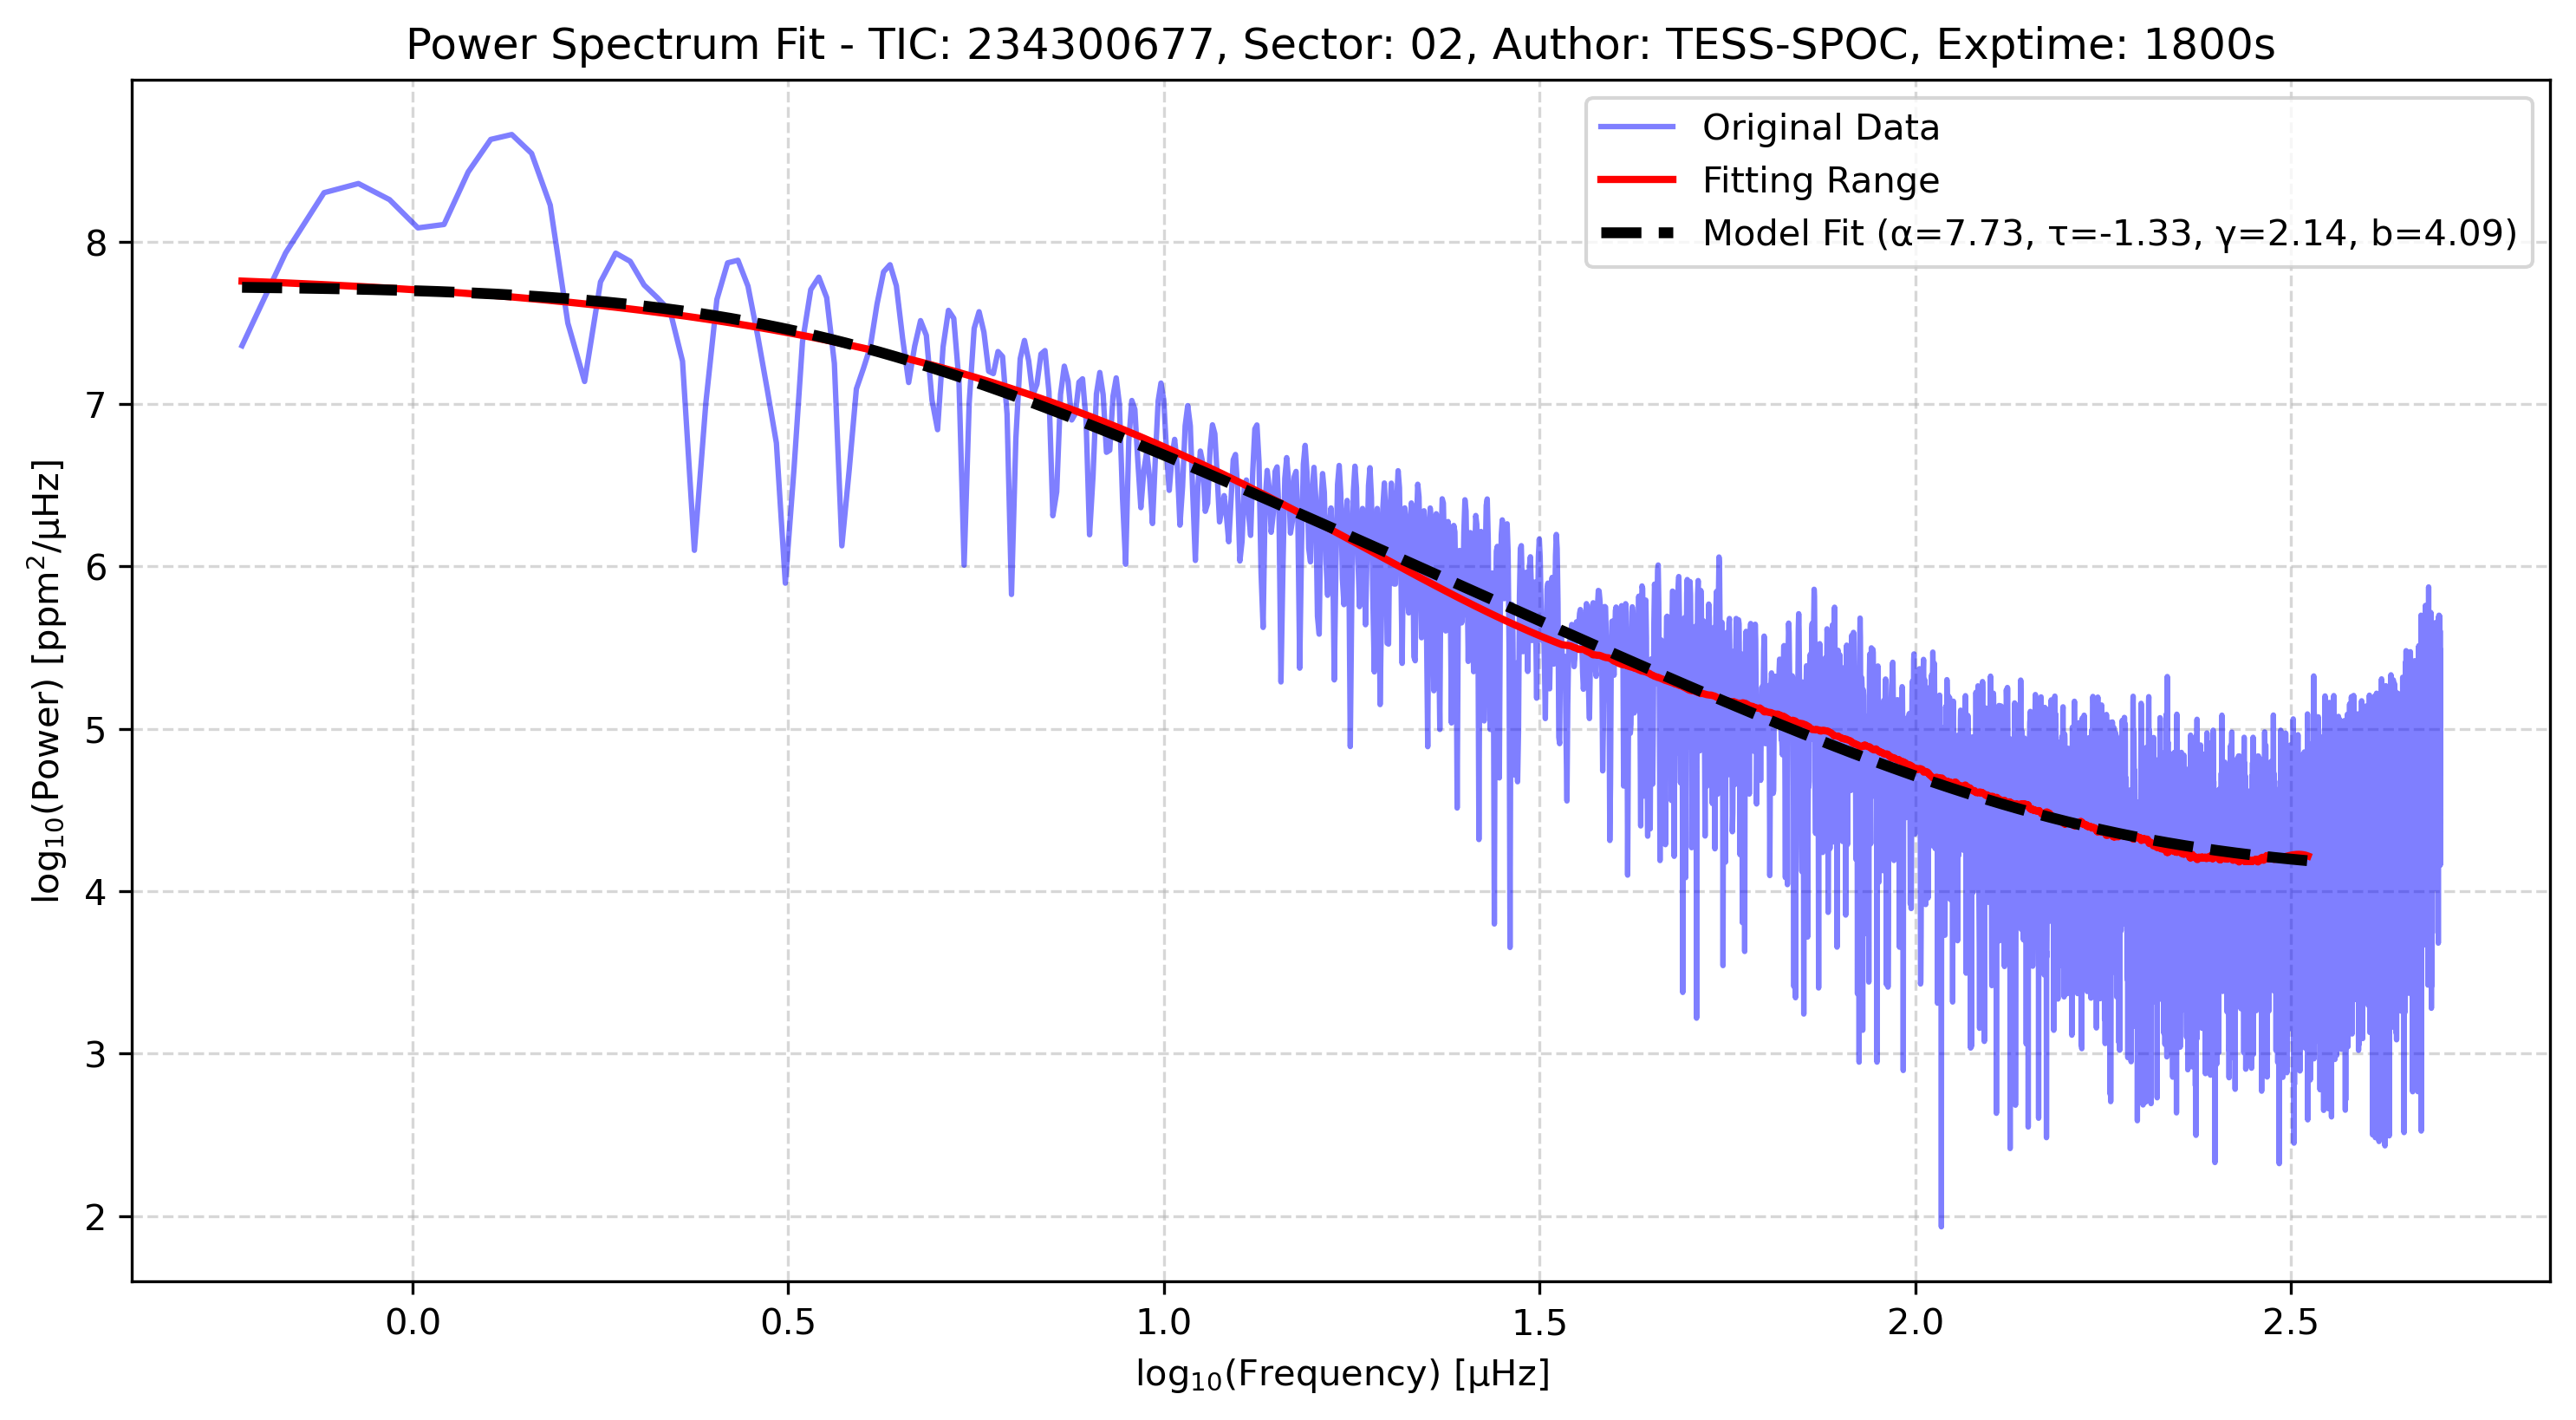 Power Spectrum Fit - TIC: 234300677, Sector: 02, Author: TESS-SPOC, Exptime: 1800s
Original Data
Fitting Range
Model Fit (α=7.73, τ=-1.33, γ=2.14, b=4.09)
log₁₀(Power) [ppm²/μHz]
8
7
6
5
4
3
2
0.0 0.5 1.0 1.5 2.0 2.5
log₁₀(Frequency) [μHz]